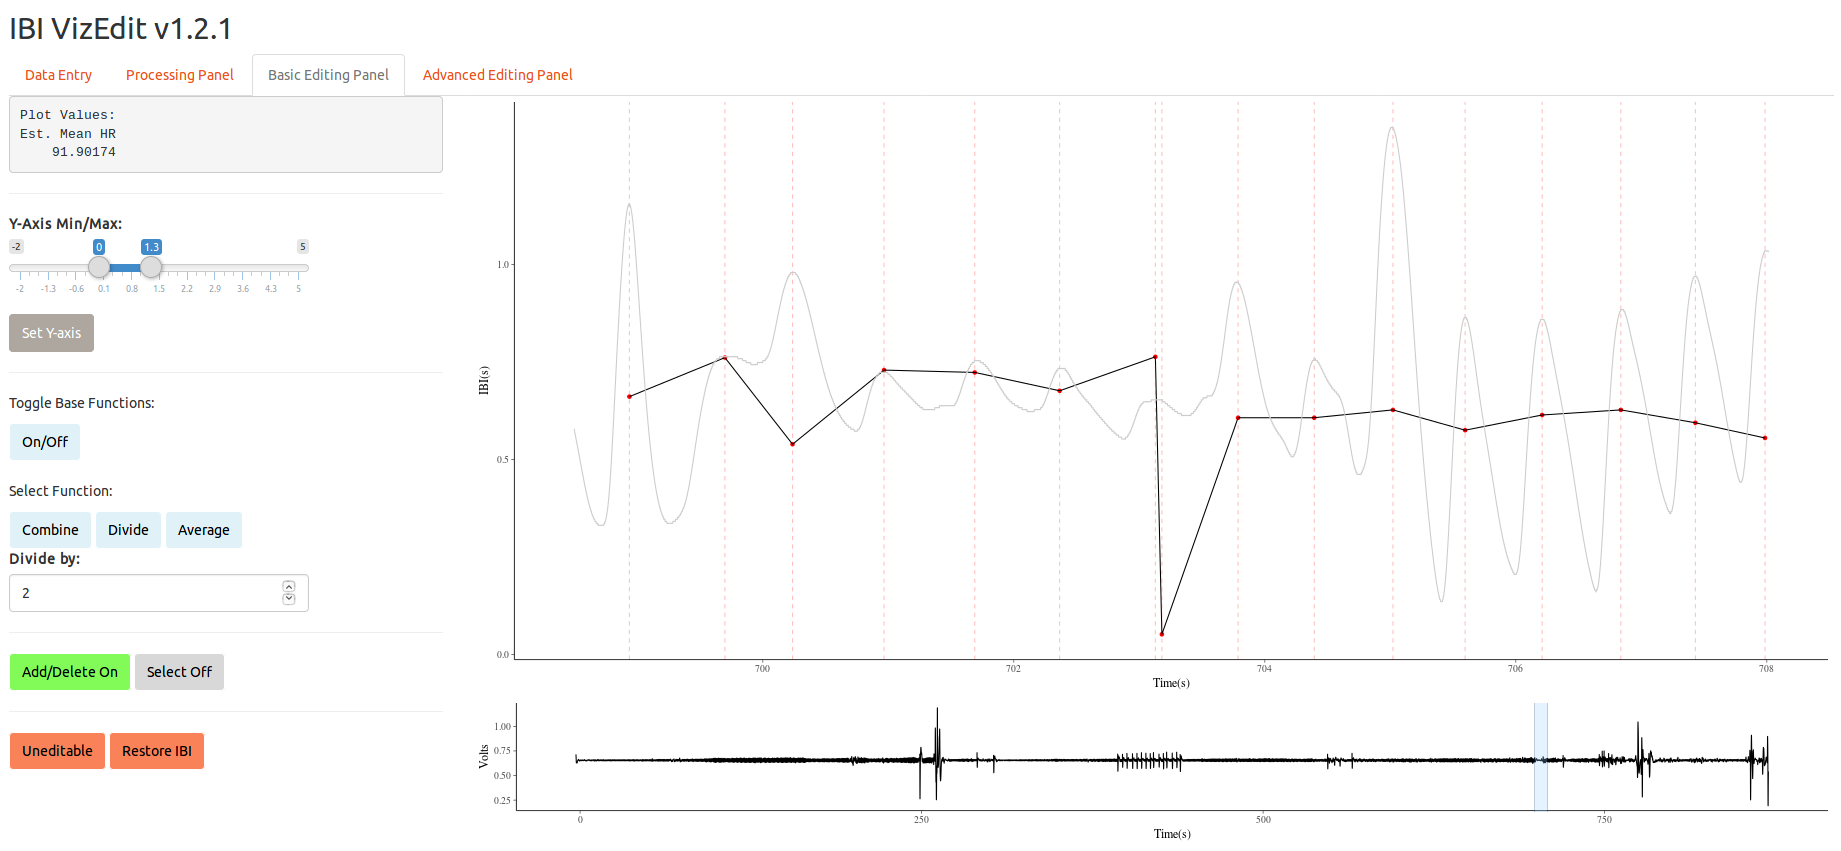 IBI VizEdit v1.2.1
Data Entry Processing Panel Basic Editing Panel Advanced Editing Panel
Plot Values:
Est. Mean HR
91.90174
Y-Axis Min/Max:
-2 0 1.3 5
-2 -1.3 -0.6 0.1 0.8 1.5 2.2 2.9 3.6 4.3 5
Set Y-axis
Toggle Base Functions:
On/Off
Select Function:
Combine Divide Average
Divide by:
2
Add/Delete On Select Off
Uneditable Restore IBI
IBI(s)
1.0
0.5
0.0
700 702 704 706 708
Time(s)
Volts
1.00
0.75
0.50
0.25
0 250 500 750
Time(s)